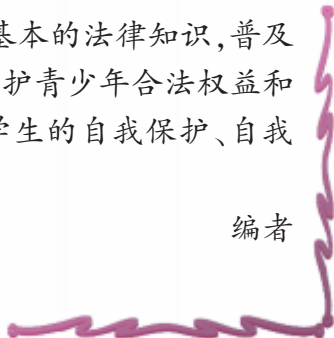 基本的法律知识,普及
护青少年合法权益和
学生的自我保护、自我
编者